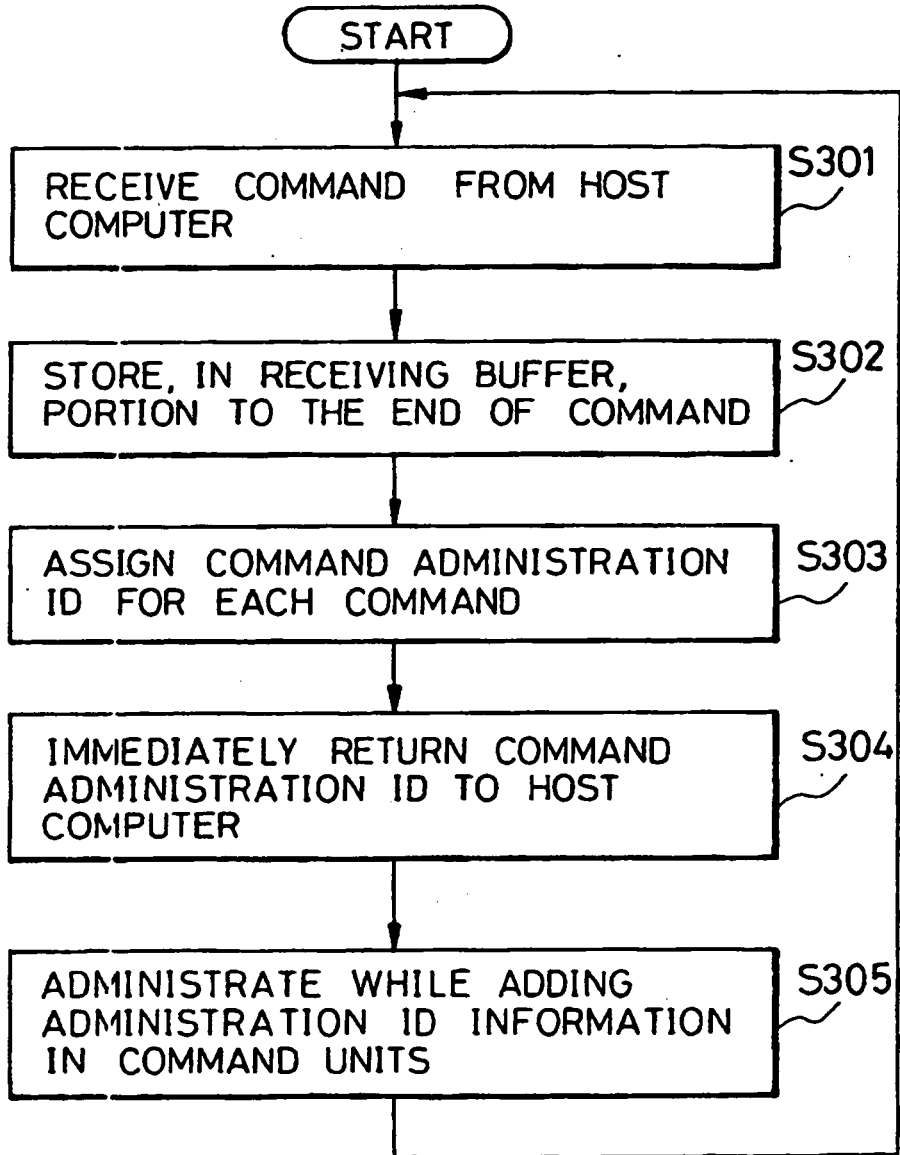 START
RECEIVE COMMAND FROM HOST
COMPUTER
S301
STORE, IN RECEIVING BUFFER,
PORTION TO THE END OF COMMAND
S302
ASSIGN COMMAND ADMINISTRATION
ID FOR EACH COMMAND
S303
IMMEDIATELY RETURN COMMAND
ADMINISTRATION ID TO HOST
COMPUTER
S304
ADMINISTRATE WHILE ADDING
ADMINISTRATION ID INFORMATION
IN COMMAND UNITS
S305